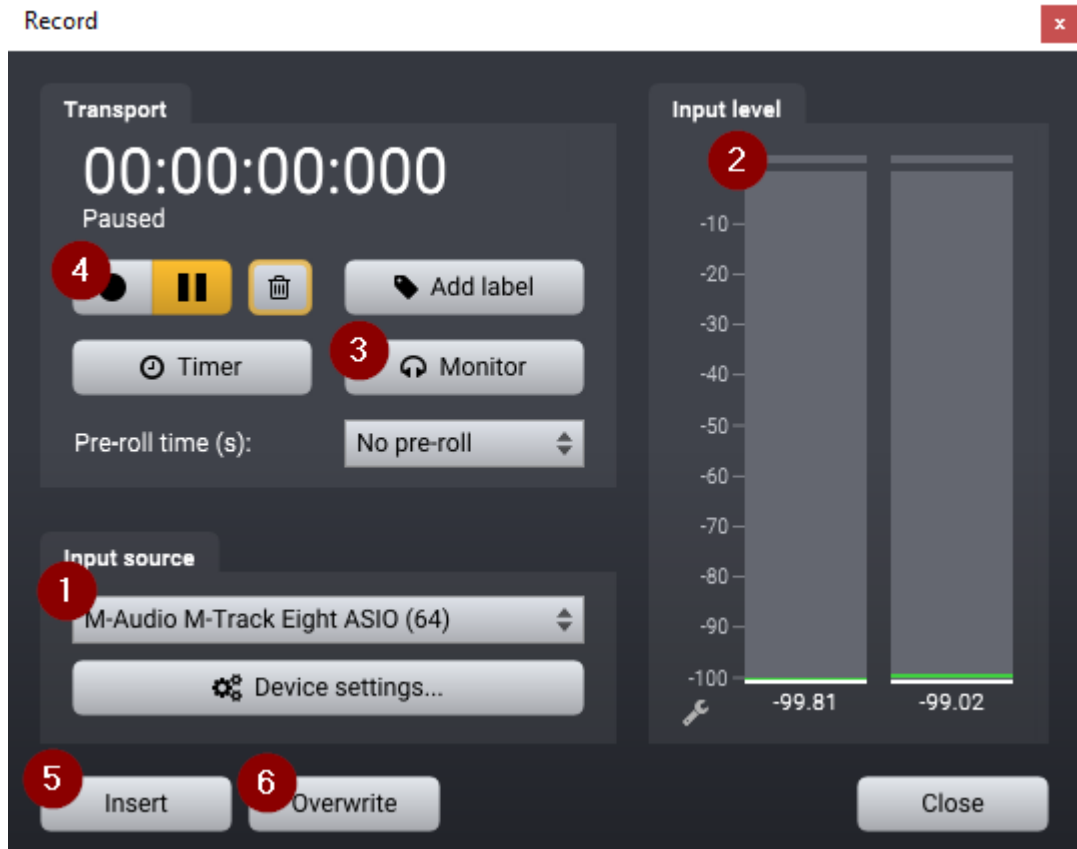 Record
x
Transport
00:00:00:000
Paused
4
Add label
Timer
3
Monitor
Pre-roll time (s):
No pre-roll
Input source
1
M-Audio M-Track Eight ASIO (64)
Device settings...
Input level
2
-10
-20
-30
-40
-50
-60
-70
-80
-90
-100
-99.81 -99.02
5
Insert
6
Overwrite
Close